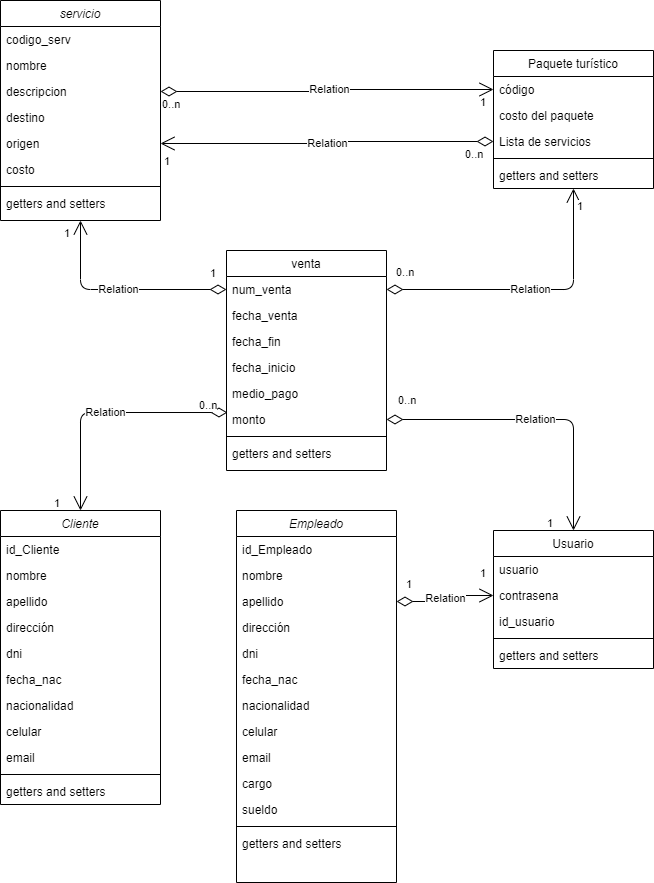 servicio
codigo_serv
nombre
descripcion
destino
origen
costo
getters and setters
0..n
Relation
1
1
Relation
0..n
Paquete turístico
código
costo del paquete
Lista de servicios
getters and setters
1
Relation
1
venta
num_venta
fecha_venta
fecha_fin
fecha_inicio
medio_pago
monto
getters and setters
0..n
Relation
1
0..n
Relation
1
0..n
Relation
1
Cliente
id_Cliente
nombre
apellido
dirección
dni
fecha_nac
nacionalidad
celular
email
getters and setters
Empleado
id_Empleado
nombre
apellido
dirección
dni
fecha_nac
nacionalidad
celular
email
cargo
sueldo
getters and setters
1
Relation
1
Usuario
usuario
contrasena
id_usuario
getters and setters